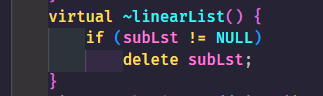 virtual ~linearList() {
if (subLst != NULL)
delete subLst;
}